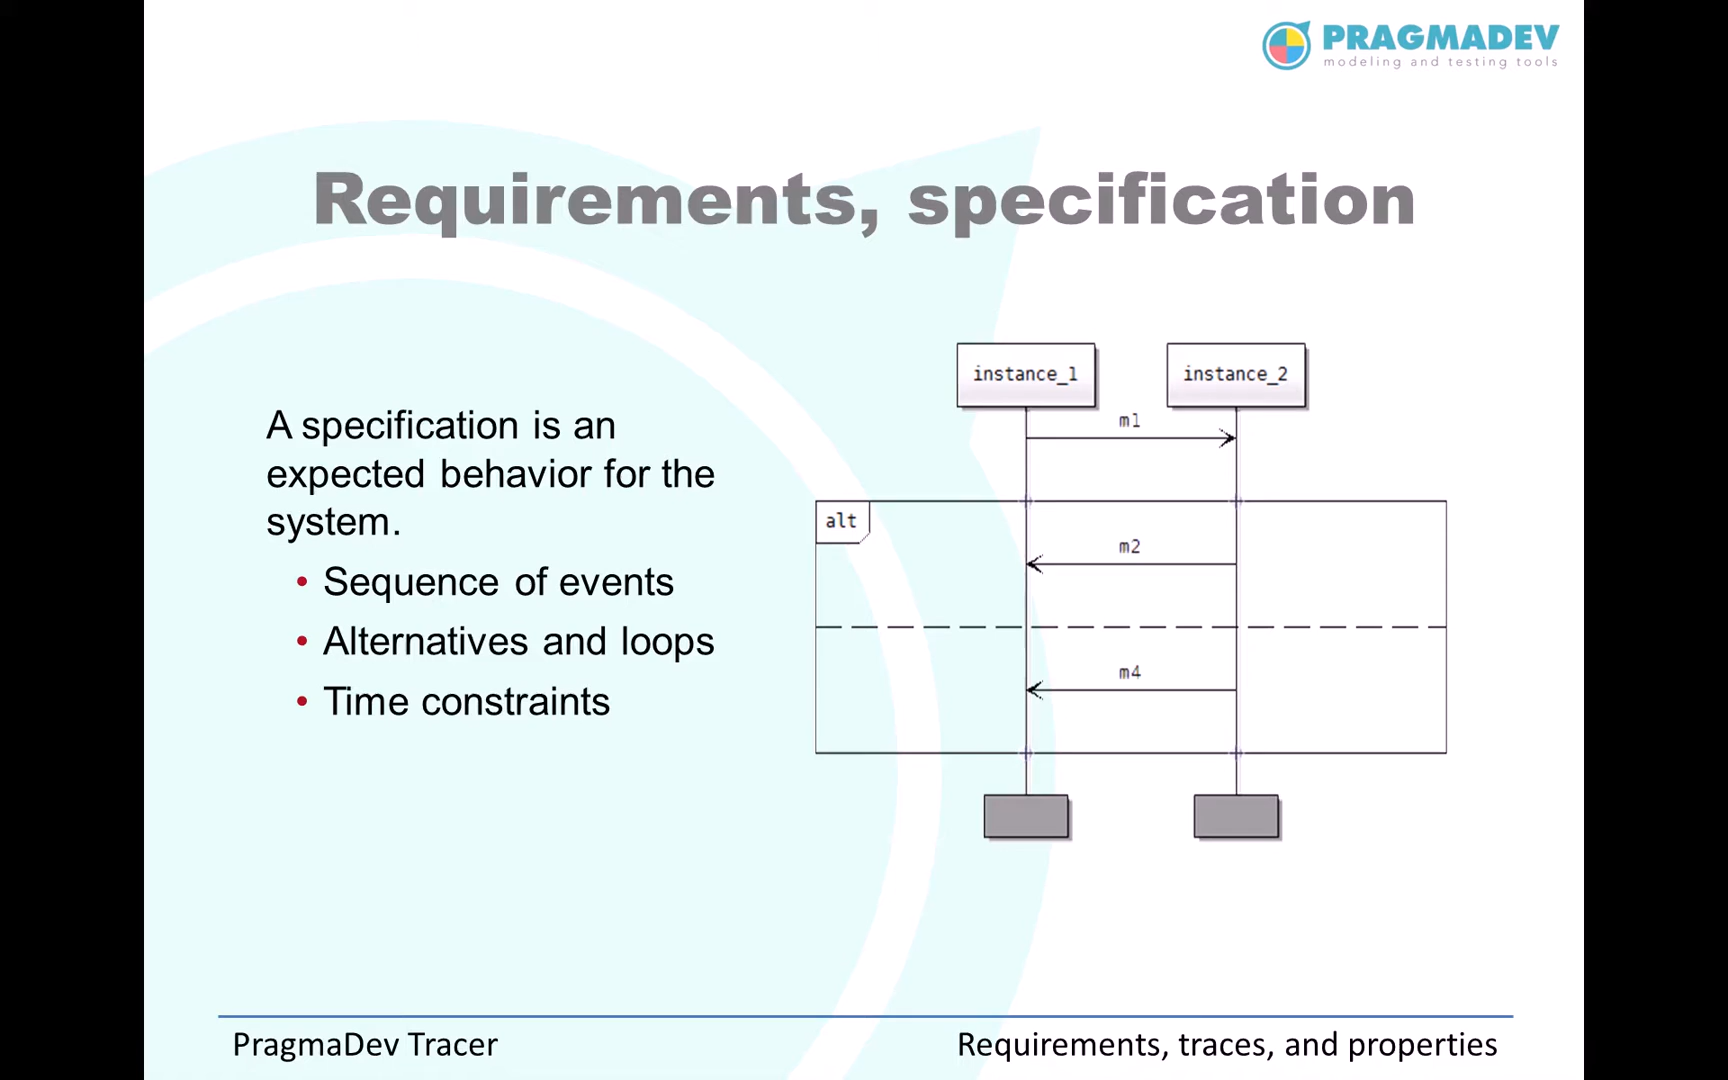 PRAGMADEV
modeling and testing tools
Requirements, specification
A specification is an
expected behavior for the
system.
• Sequence of events
• Alternatives and loops
• Time constraints
instance_1
instance_2
m1
alt
m2
m4
PragmaDev Tracer
Requirements, traces, and properties